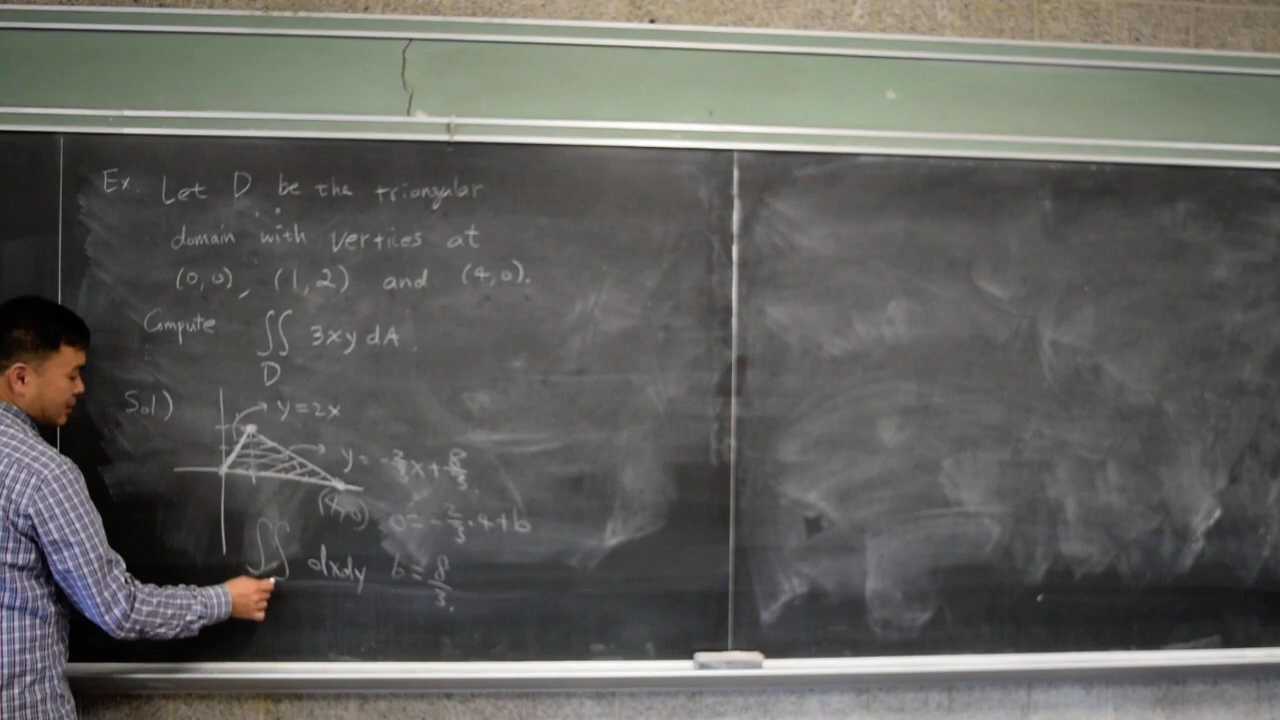 Ex. Let D be the triangular
domain with vertices at
(0,0), (1,2) and (4,0).
Compute ∬ 3xy dA.
D
Sol)
y=2x
y = -2/3x+8/3
(4,0) 0=-2/3·4+b
∬ dxdy b=8/3.